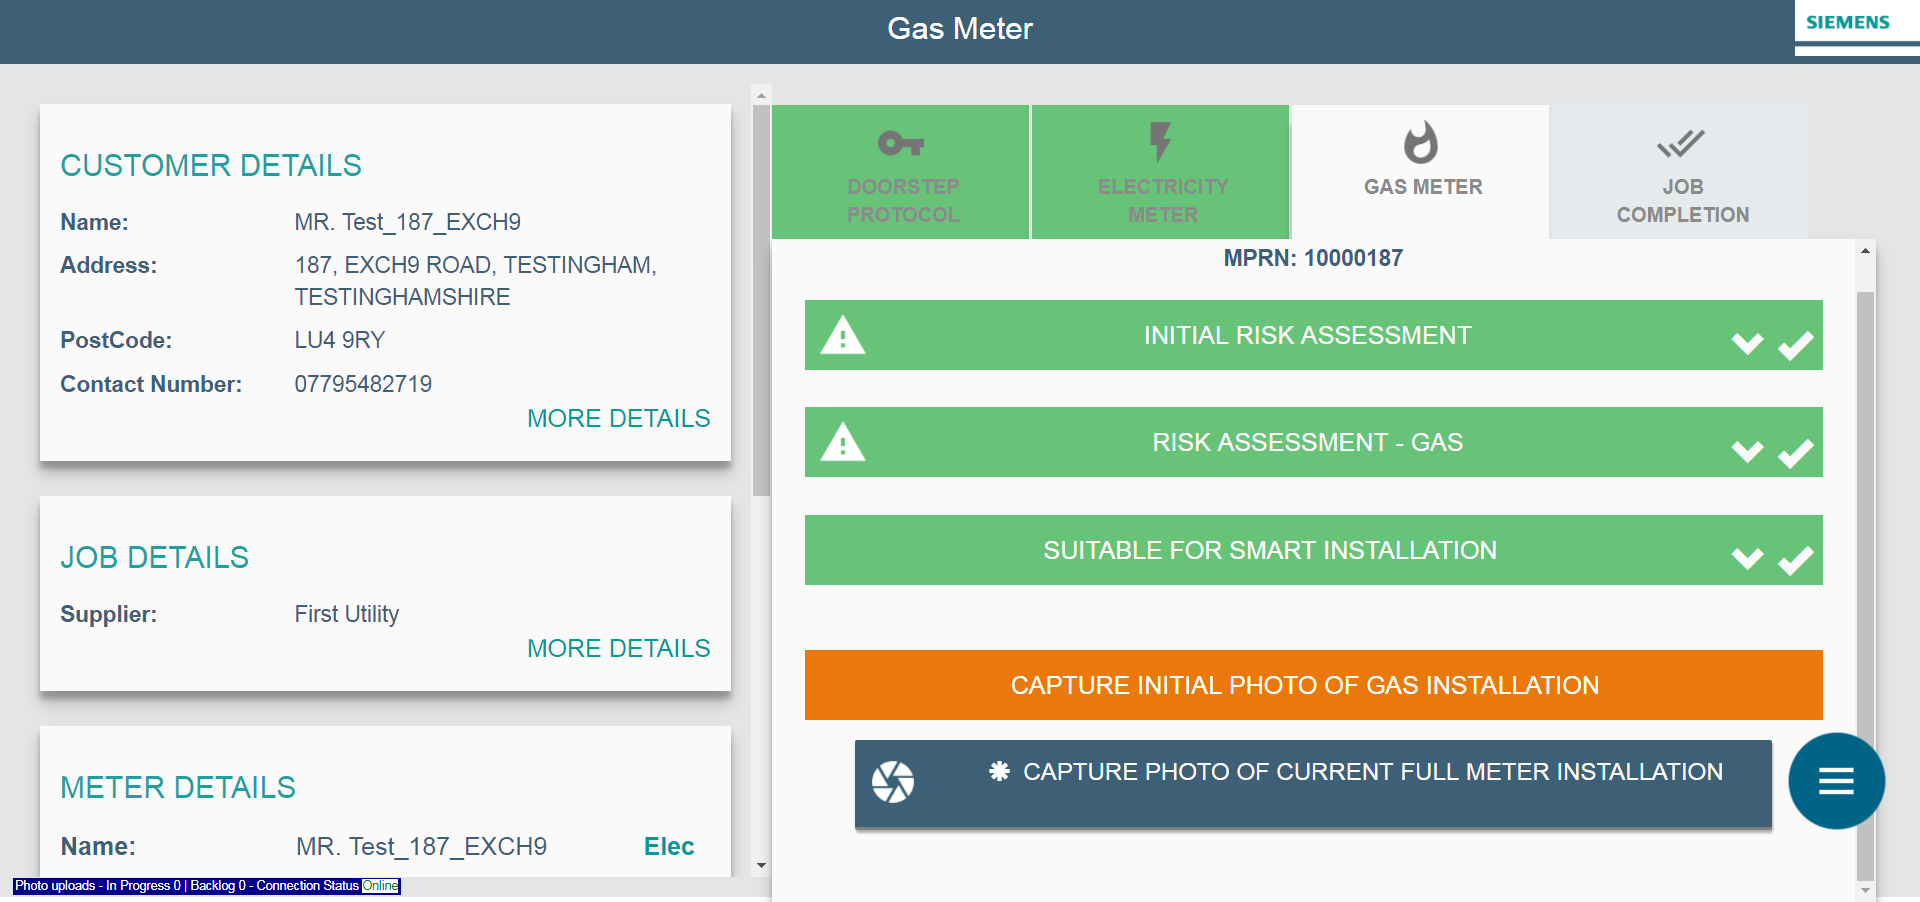 Gas Meter
SIEMENS
CUSTOMER DETAILS
Name: MR. Test_187_EXCH9
Address: 187, EXCH9 ROAD, TESTINGHAM,
TESTINGHAMSHIRE
PostCode: LU4 9RY
Contact Number: 07795482719
MORE DETAILS
JOB DETAILS
Supplier: First Utility
MORE DETAILS
METER DETAILS
Name: MR. Test_187_EXCH9 Elec
Photo uploads - In Progress 0 | Backlog 0 - Connection Status Online
DOORSTEP
PROTOCOL
ELECTRICITY
METER
GAS METER
JOB
COMPLETION
MPRN: 10000187
INITIAL RISK ASSESSMENT
RISK ASSESSMENT - GAS
SUITABLE FOR SMART INSTALLATION
CAPTURE INITIAL PHOTO OF GAS INSTALLATION
✱ CAPTURE PHOTO OF CURRENT FULL METER INSTALLATION